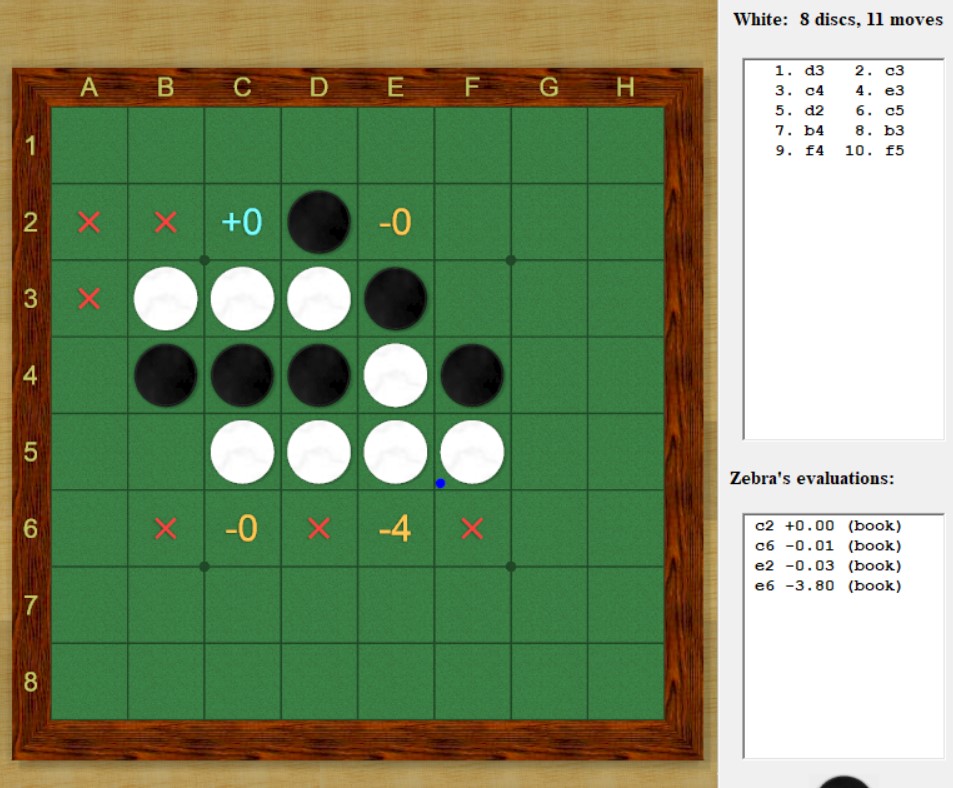 White: 8 discs, 11 moves
A B C D E F G H
1
2 +0 -0
3
4
5
6 -0 -4
7
8
1. d3 2. c3
3. c4 4. e3
5. d2 6. c5
7. b4 8. b3
9. f4 10. f5
Zebra's evaluations:
c2 +0.00 (book)
c6 -0.01 (book)
e2 -0.03 (book)
e6 -3.80 (book)